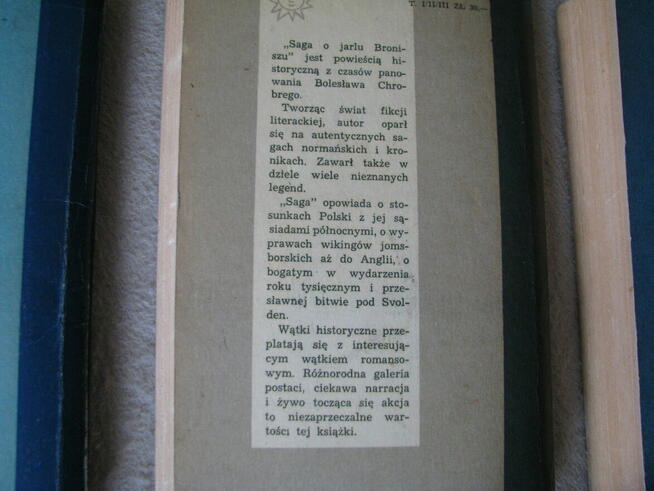 T. I/II/III Zł. 30,—
„Saga o jarlu Broni-
szu” jest powieścią hi-
storyczną z czasów pano-
wania Bolesława Chro-
brego.
Tworząc świat fikcji
literackiej, autor oparł
się na autentycznych sa-
gach normańskich i kro-
nikach. Zawarł także w
dziele wiele nieznanych
legend.
„Saga” opowiada o sto-
sunkach Polski z jej są-
siadami północnymi, o wy-
prawach wikingów joms-
borskich aż do Anglii, o
bogatym w wydarzenia
roku tysięcznym i prze-
sławnej bitwie pod Svol-
den.
Wątki historyczne prze-
platają się z interesują-
cym wątkiem romanso-
wym. Różnorodna galeria
postaci, ciekawa narracja
i żywo tocząca się akcja
to niezaprzeczalne war-
tości tej książki.